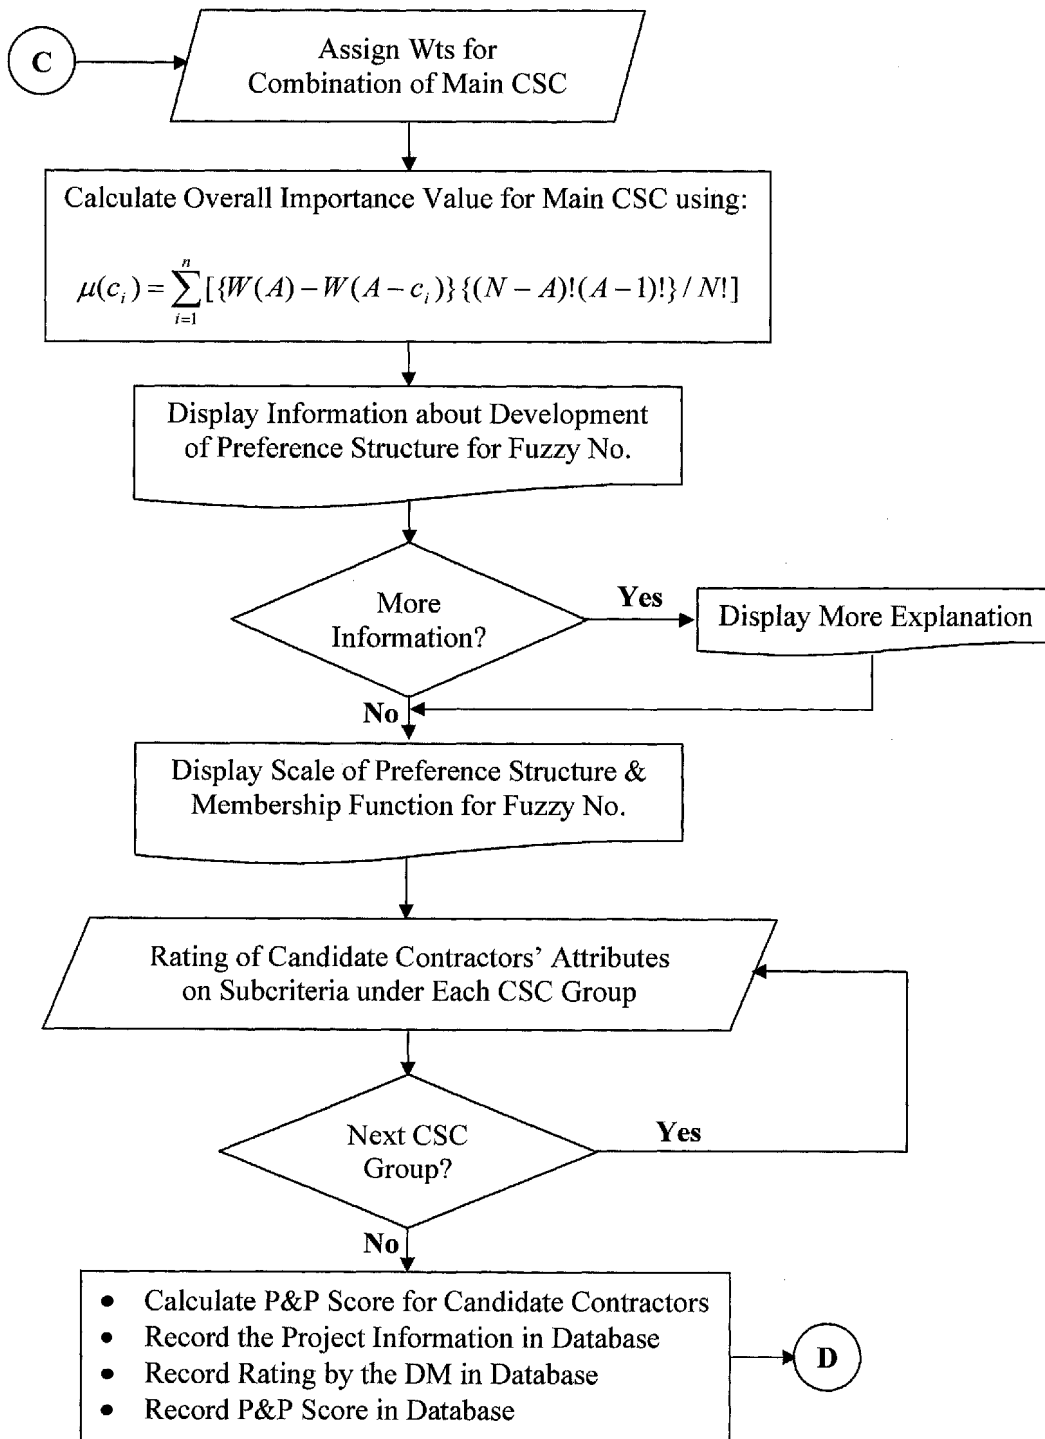 C
Assign Wts for
Combination of Main CSC
Calculate Overall Importance Value for Main CSC using:
μ(c_i) = \sum_{i=1}^{n} [{W(A) – W(A – c_i)} {(N – A)!(A – 1)!} / N!]
Display Information about Development
of Preference Structure for Fuzzy No.
More
Information?
Yes
Display More Explanation
No
Display Scale of Preference Structure &
Membership Function for Fuzzy No.
Rating of Candidate Contractors’ Attributes
on Subcriteria under Each CSC Group
Next CSC
Group?
Yes
No
• Calculate P&P Score for Candidate Contractors
• Record the Project Information in Database
• Record Rating by the DM in Database
• Record P&P Score in Database
D